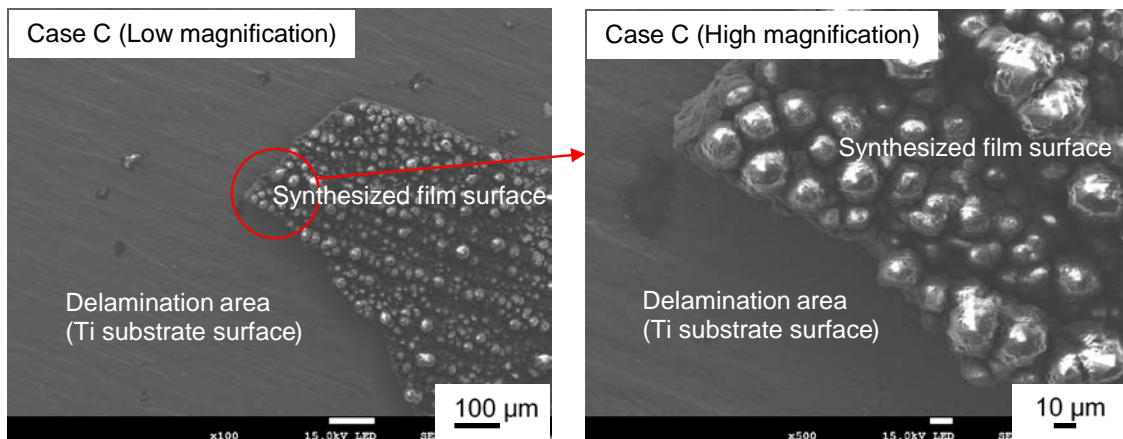 Case C (Low magnification)
Synthesized film surface
Delamination area
(Ti substrate surface)
100 μm
x100 15.0kV LED
Case C (High magnification)
Synthesized film surface
Delamination area
(Ti substrate surface)
10 μm
x500 15.0kV LED